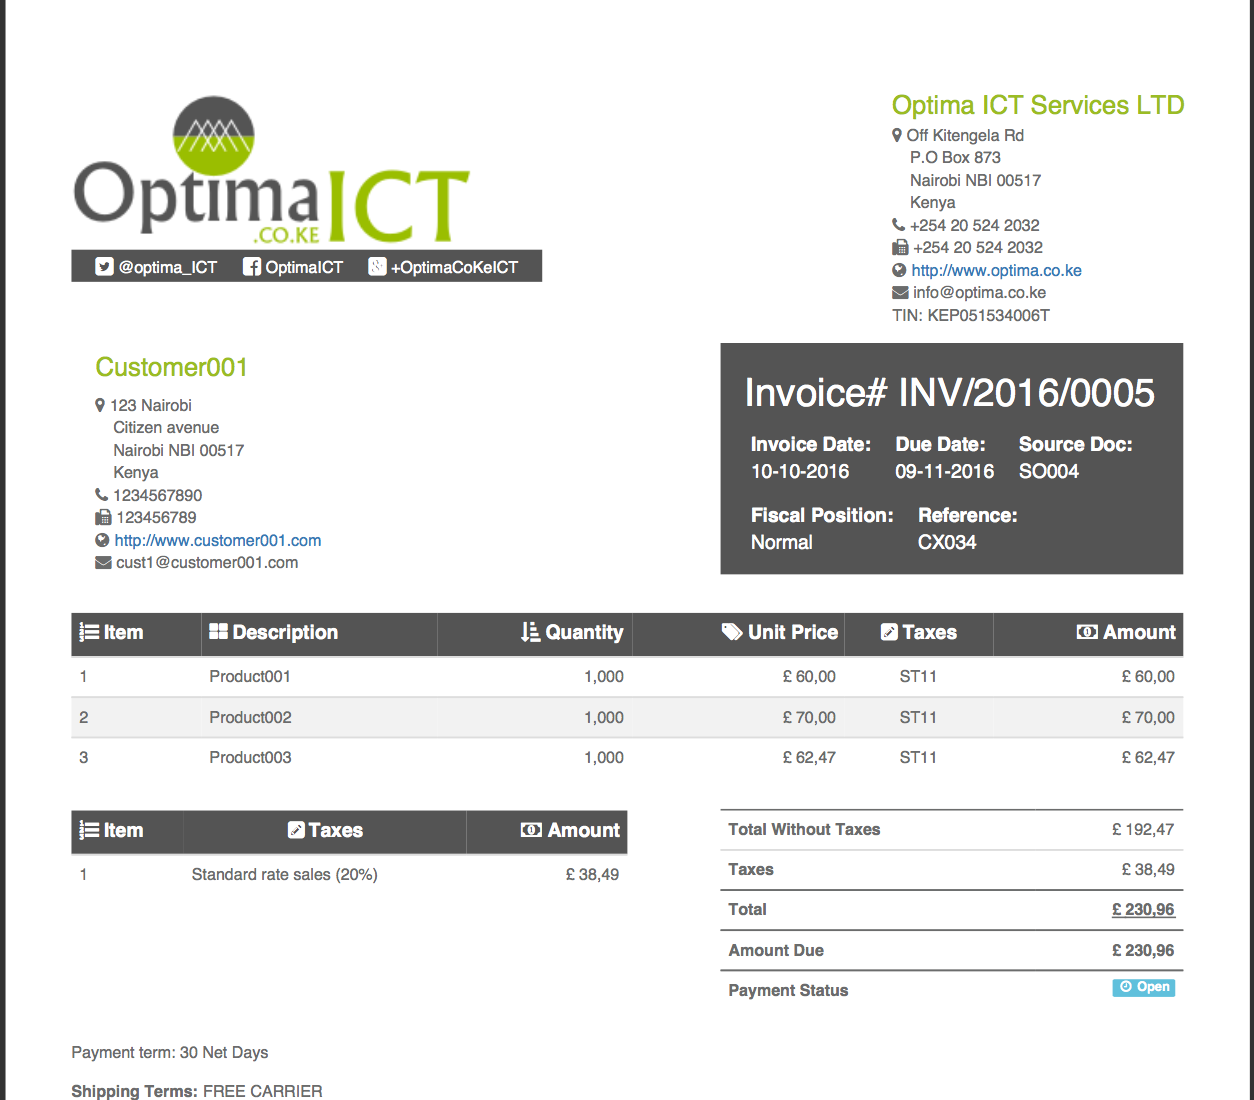 OptimaICT
.CO.KE
@optima_ICT OptimaICT +OptimaCoKeICT
Optima ICT Services LTD
Off Kitengela Rd
P.O Box 873
Nairobi NBI 00517
Kenya
+254 20 524 2032
+254 20 524 2032
http://www.optima.co.ke
info@optima.co.ke
TIN: KEP051534006T
Customer001
123 Nairobi
Citizen avenue
Nairobi NBI 00517
Kenya
1234567890
123456789
http://www.customer001.com
cust1@customer001.com
Invoice# INV/2016/0005
Invoice Date: Due Date: Source Doc:
10-10-2016 09-11-2016 SO004
Fiscal Position: Reference:
Normal CX034
Item Description Quantity Unit Price Taxes Amount
1 Product001 1,000 £ 60,00 ST11 £ 60,00
2 Product002 1,000 £ 70,00 ST11 £ 70,00
3 Product003 1,000 £ 62,47 ST11 £ 62,47
Item Taxes Amount
1 Standard rate sales (20%) £ 38,49
Total Without Taxes £ 192,47
Taxes £ 38,49
Total £ 230,96
Amount Due £ 230,96
Payment Status Open
Payment term: 30 Net Days
Shipping Terms: FREE CARRIER